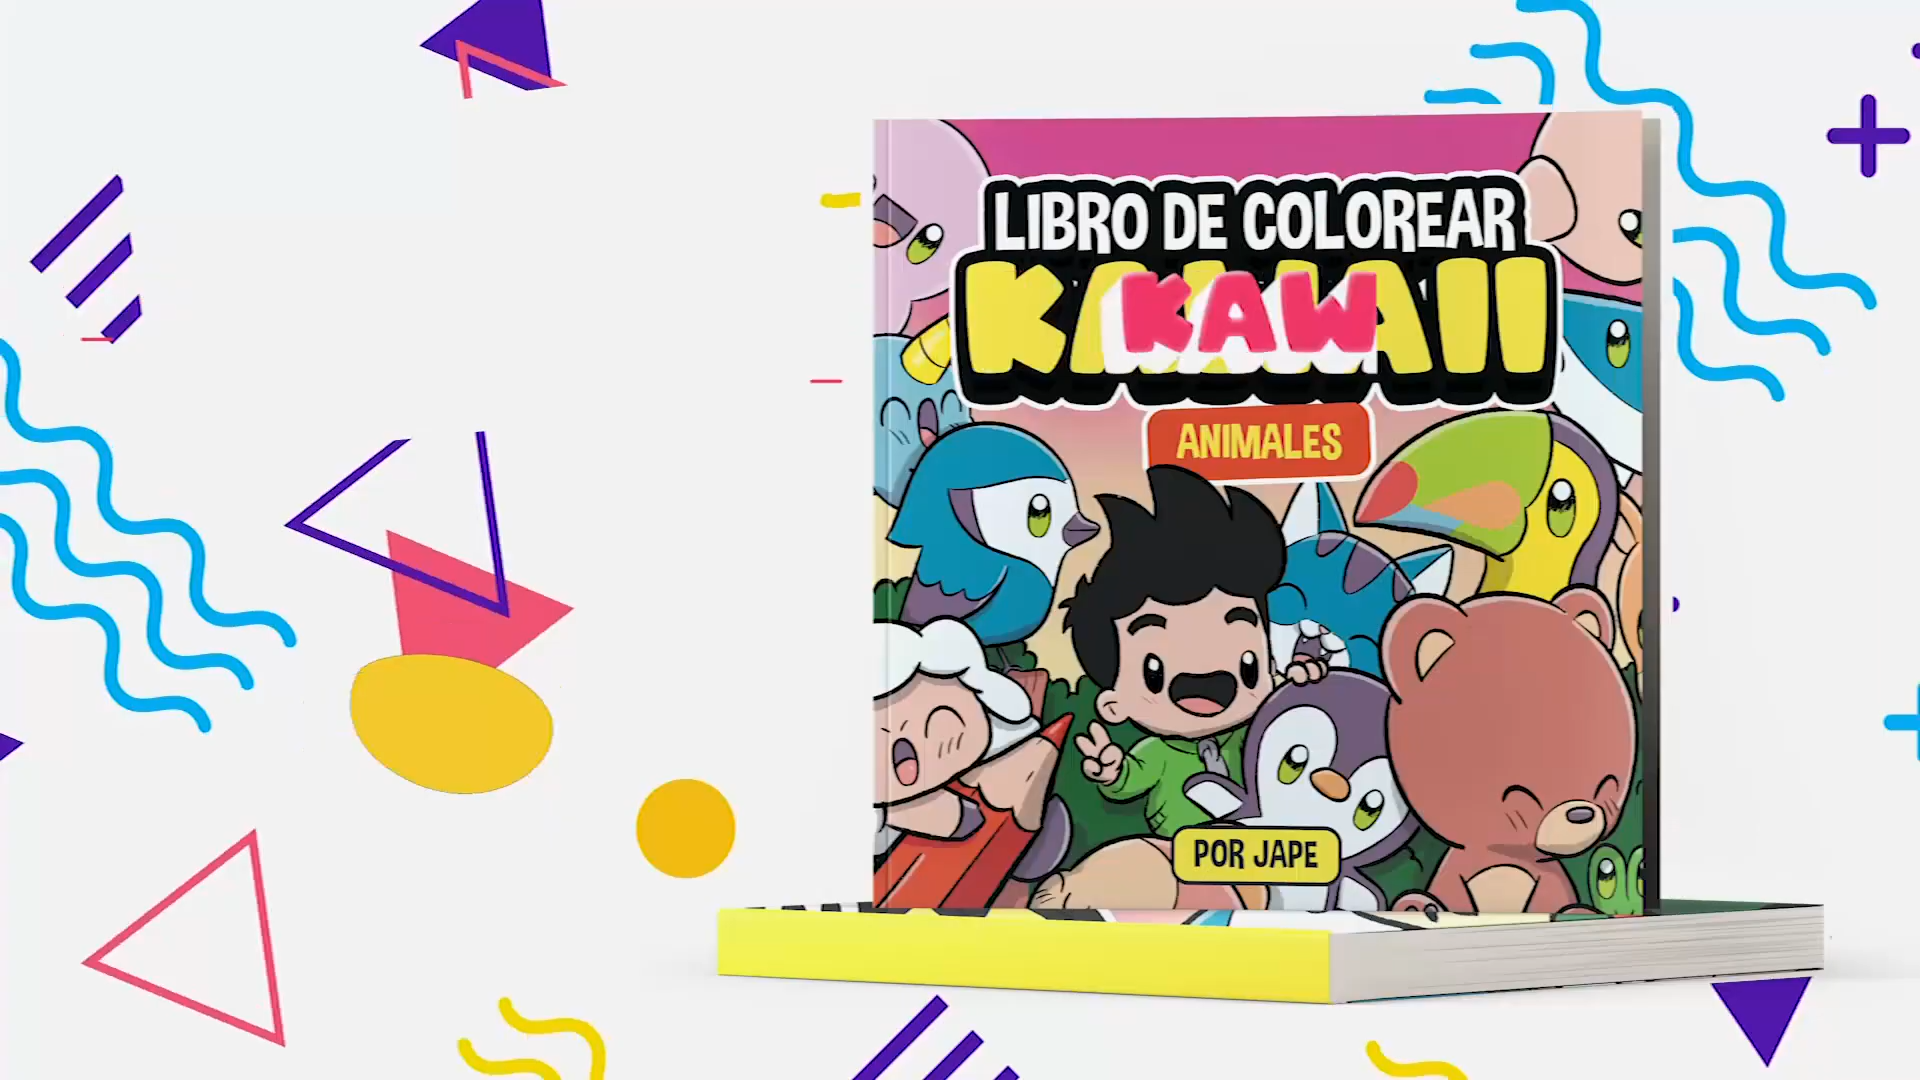 LIBRO DE COLOREAR
KAWAII
KAW
ANIMALES
POR JAPE